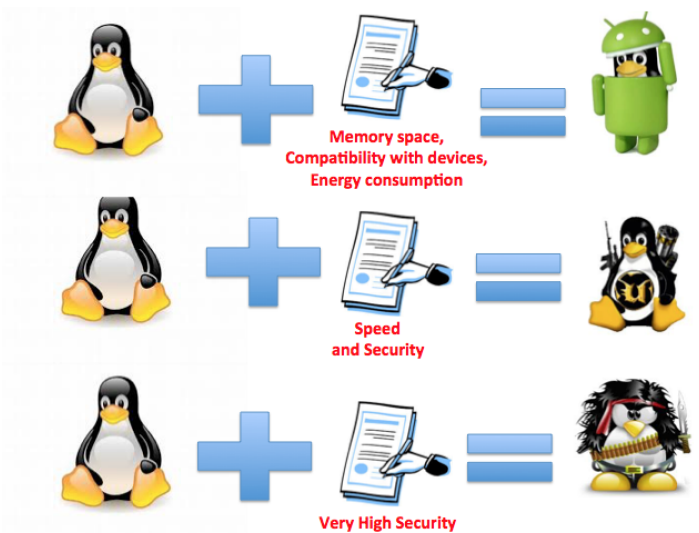 Memory space,
Compatibility with devices,
Energy consumption
Speed
and Security
Very High Security